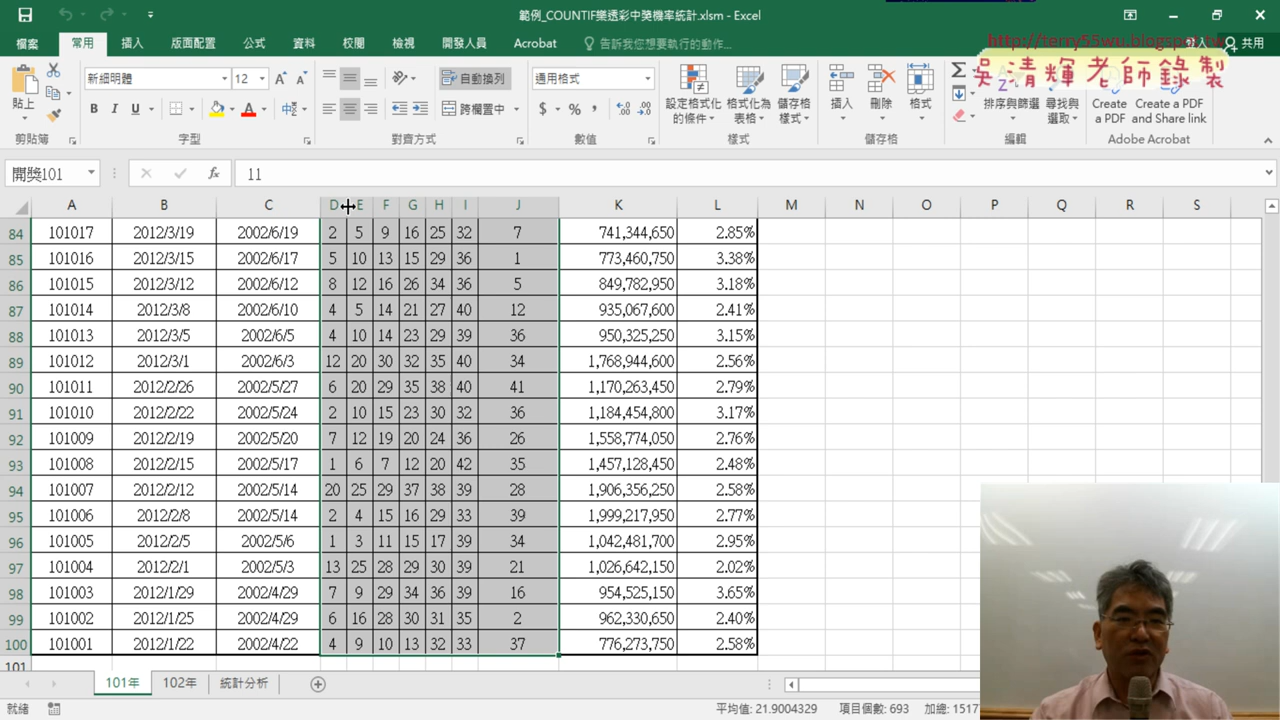 範例_COUNTIF樂透彩中獎機率統計.xlsm - Excel
檔案 常用 插入 版面配置 公式 資料 校閱 檢視 開發人員 Acrobat 告訴我您想要執行的動作... 共用
http://terry55wu.blogspot.tw
吳清輝老師錄製
貼上 新細明體 12 自動換列 通用格式 設定格式化的條件 格式化為表格 儲存格樣式 插入 刪除 格式 排序與篩選 尋找與選取 Create a PDF Create a PDF and Share link
B I U 跨欄置中 $ % ,
剪貼簿 字型 對齊方式 數值 樣式 儲存格 編輯 Adobe Acrobat
開獎101 fx 11
A B C D E F G H I J K L M N O P Q R S
84 101017 2012/3/19 2002/6/19 2 5 9 16 25 32 7 741,344,650 2.85%
85 101016 2012/3/15 2002/6/17 5 10 13 15 29 36 1 773,460,750 3.38%
86 101015 2012/3/12 2002/6/12 8 12 16 26 34 36 5 849,782,950 3.18%
87 101014 2012/3/8 2002/6/10 4 5 14 21 27 40 12 935,067,600 2.41%
88 101013 2012/3/5 2002/6/5 4 10 14 23 29 39 36 950,325,250 3.15%
89 101012 2012/3/1 2002/6/3 12 20 30 32 35 40 34 1,768,944,600 2.56%
90 101011 2012/2/26 2002/5/27 6 20 29 35 38 40 41 1,170,263,450 2.79%
91 101010 2012/2/22 2002/5/24 2 10 15 23 30 32 36 1,184,454,800 3.17%
92 101009 2012/2/19 2002/5/20 7 12 19 20 24 36 26 1,558,774,050 2.76%
93 101008 2012/2/15 2002/5/17 1 6 7 12 20 42 35 1,457,128,450 2.48%
94 101007 2012/2/12 2002/5/14 20 25 29 37 38 39 28 1,906,356,250 2.58%
95 101006 2012/2/8 2002/5/14 2 4 15 16 29 33 39 1,999,217,950 2.77%
96 101005 2012/2/5 2002/5/6 1 3 11 15 17 39 34 1,042,481,700 2.95%
97 101004 2012/2/1 2002/5/3 13 25 28 29 30 39 21 1,026,642,150 2.02%
98 101003 2012/1/29 2002/4/29 7 9 29 34 36 39 16 954,525,150 3.65%
99 101002 2012/1/25 2002/4/29 6 16 28 30 31 35 2 962,330,650 2.40%
100 101001 2012/1/22 2002/4/22 4 9 10 13 32 33 37 776,273,750 2.58%
101
101年 102年 統計分析
就緒 平均值: 21.9004329 項目個數: 693 加總: 1517